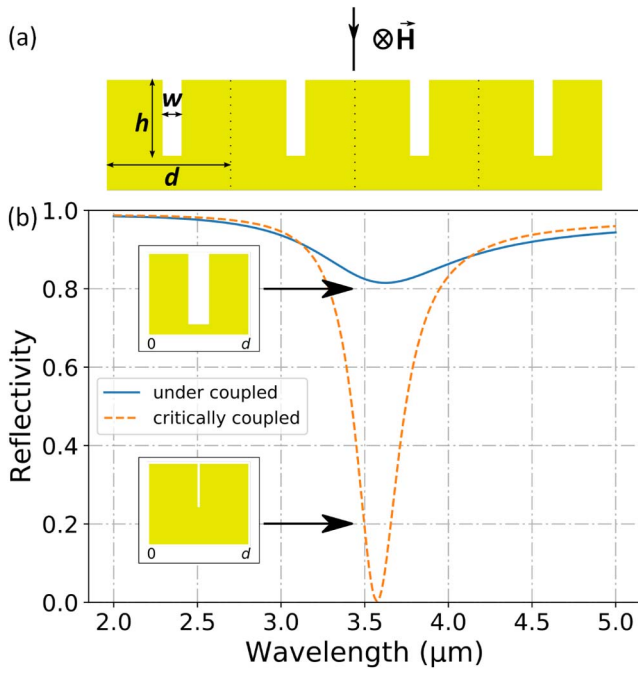 (a)
⊗H⃗
w
h
d
(b)
1.0
0.8
0.6
0.4
0.2
0.0
Reflectivity
0 d
under coupled
critically coupled
0 d
2.0 2.5 3.0 3.5 4.0 4.5 5.0
Wavelength (μm)